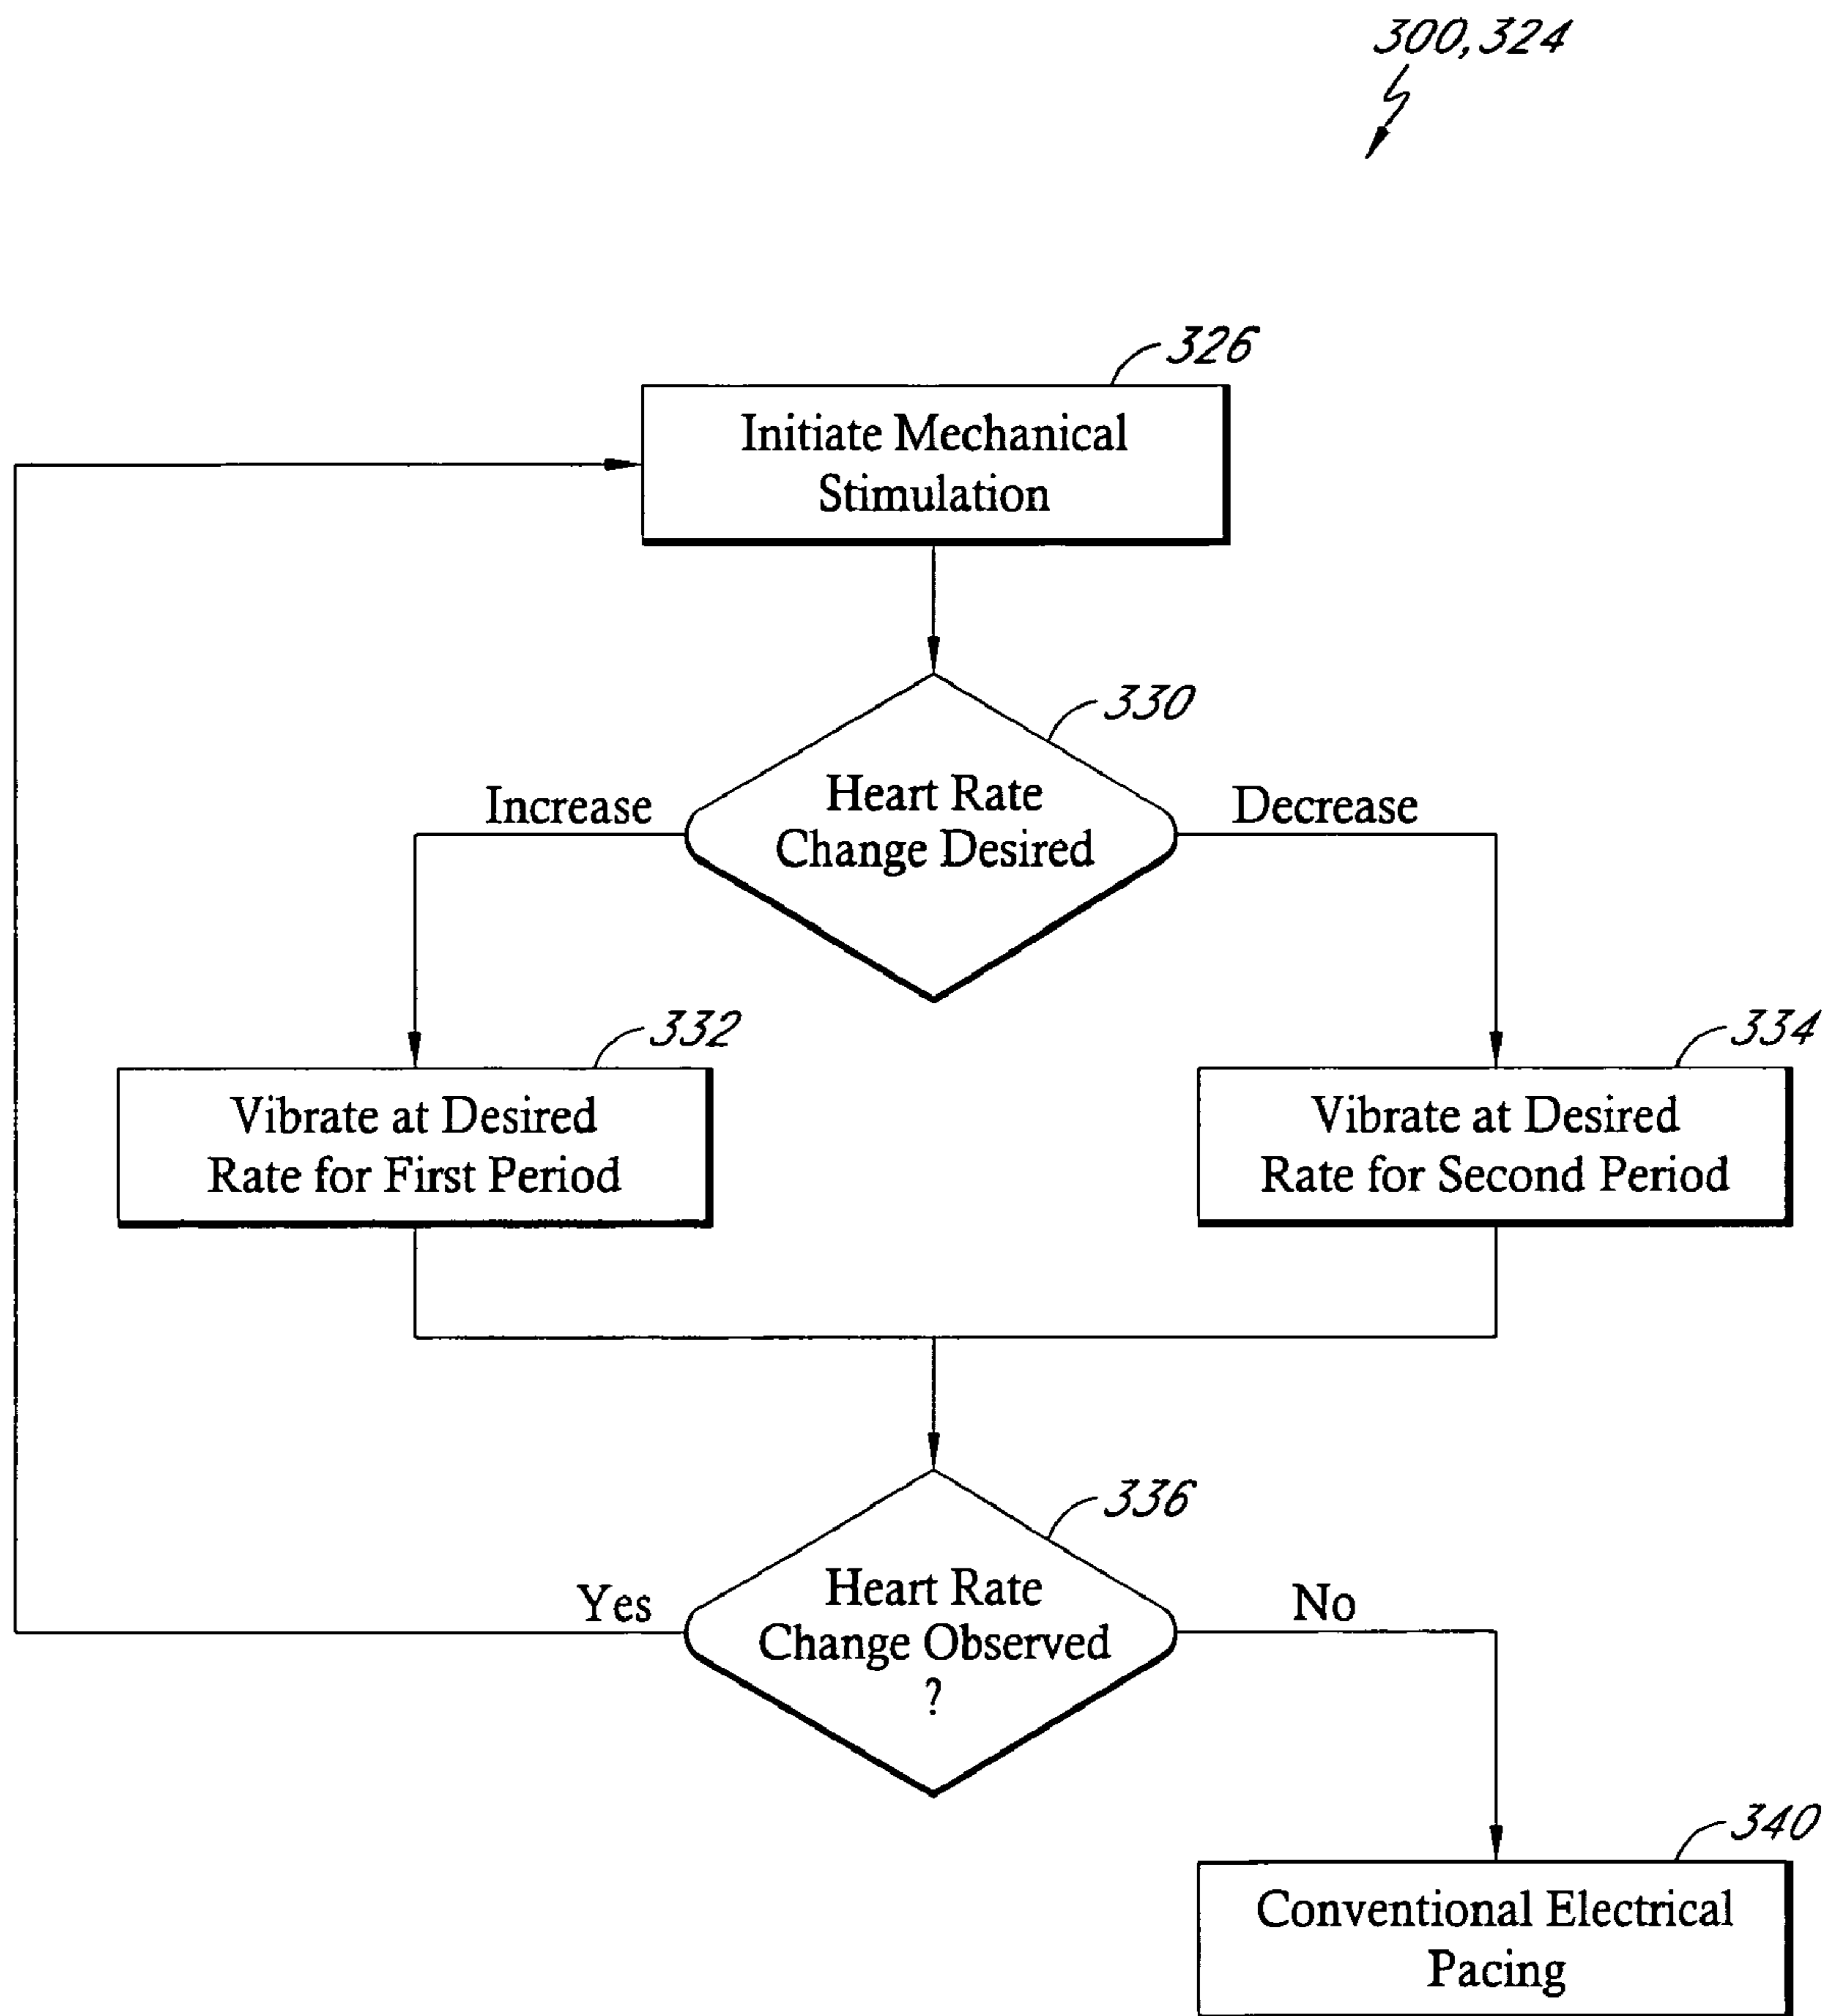 300, 324
326
Initiate Mechanical
Stimulation
330
Heart Rate
Change Desired
Increase
Decrease
332
Vibrate at Desired
Rate for First Period
334
Vibrate at Desired
Rate for Second Period
336
Heart Rate
Change Observed
?
Yes
No
340
Conventional Electrical
Pacing